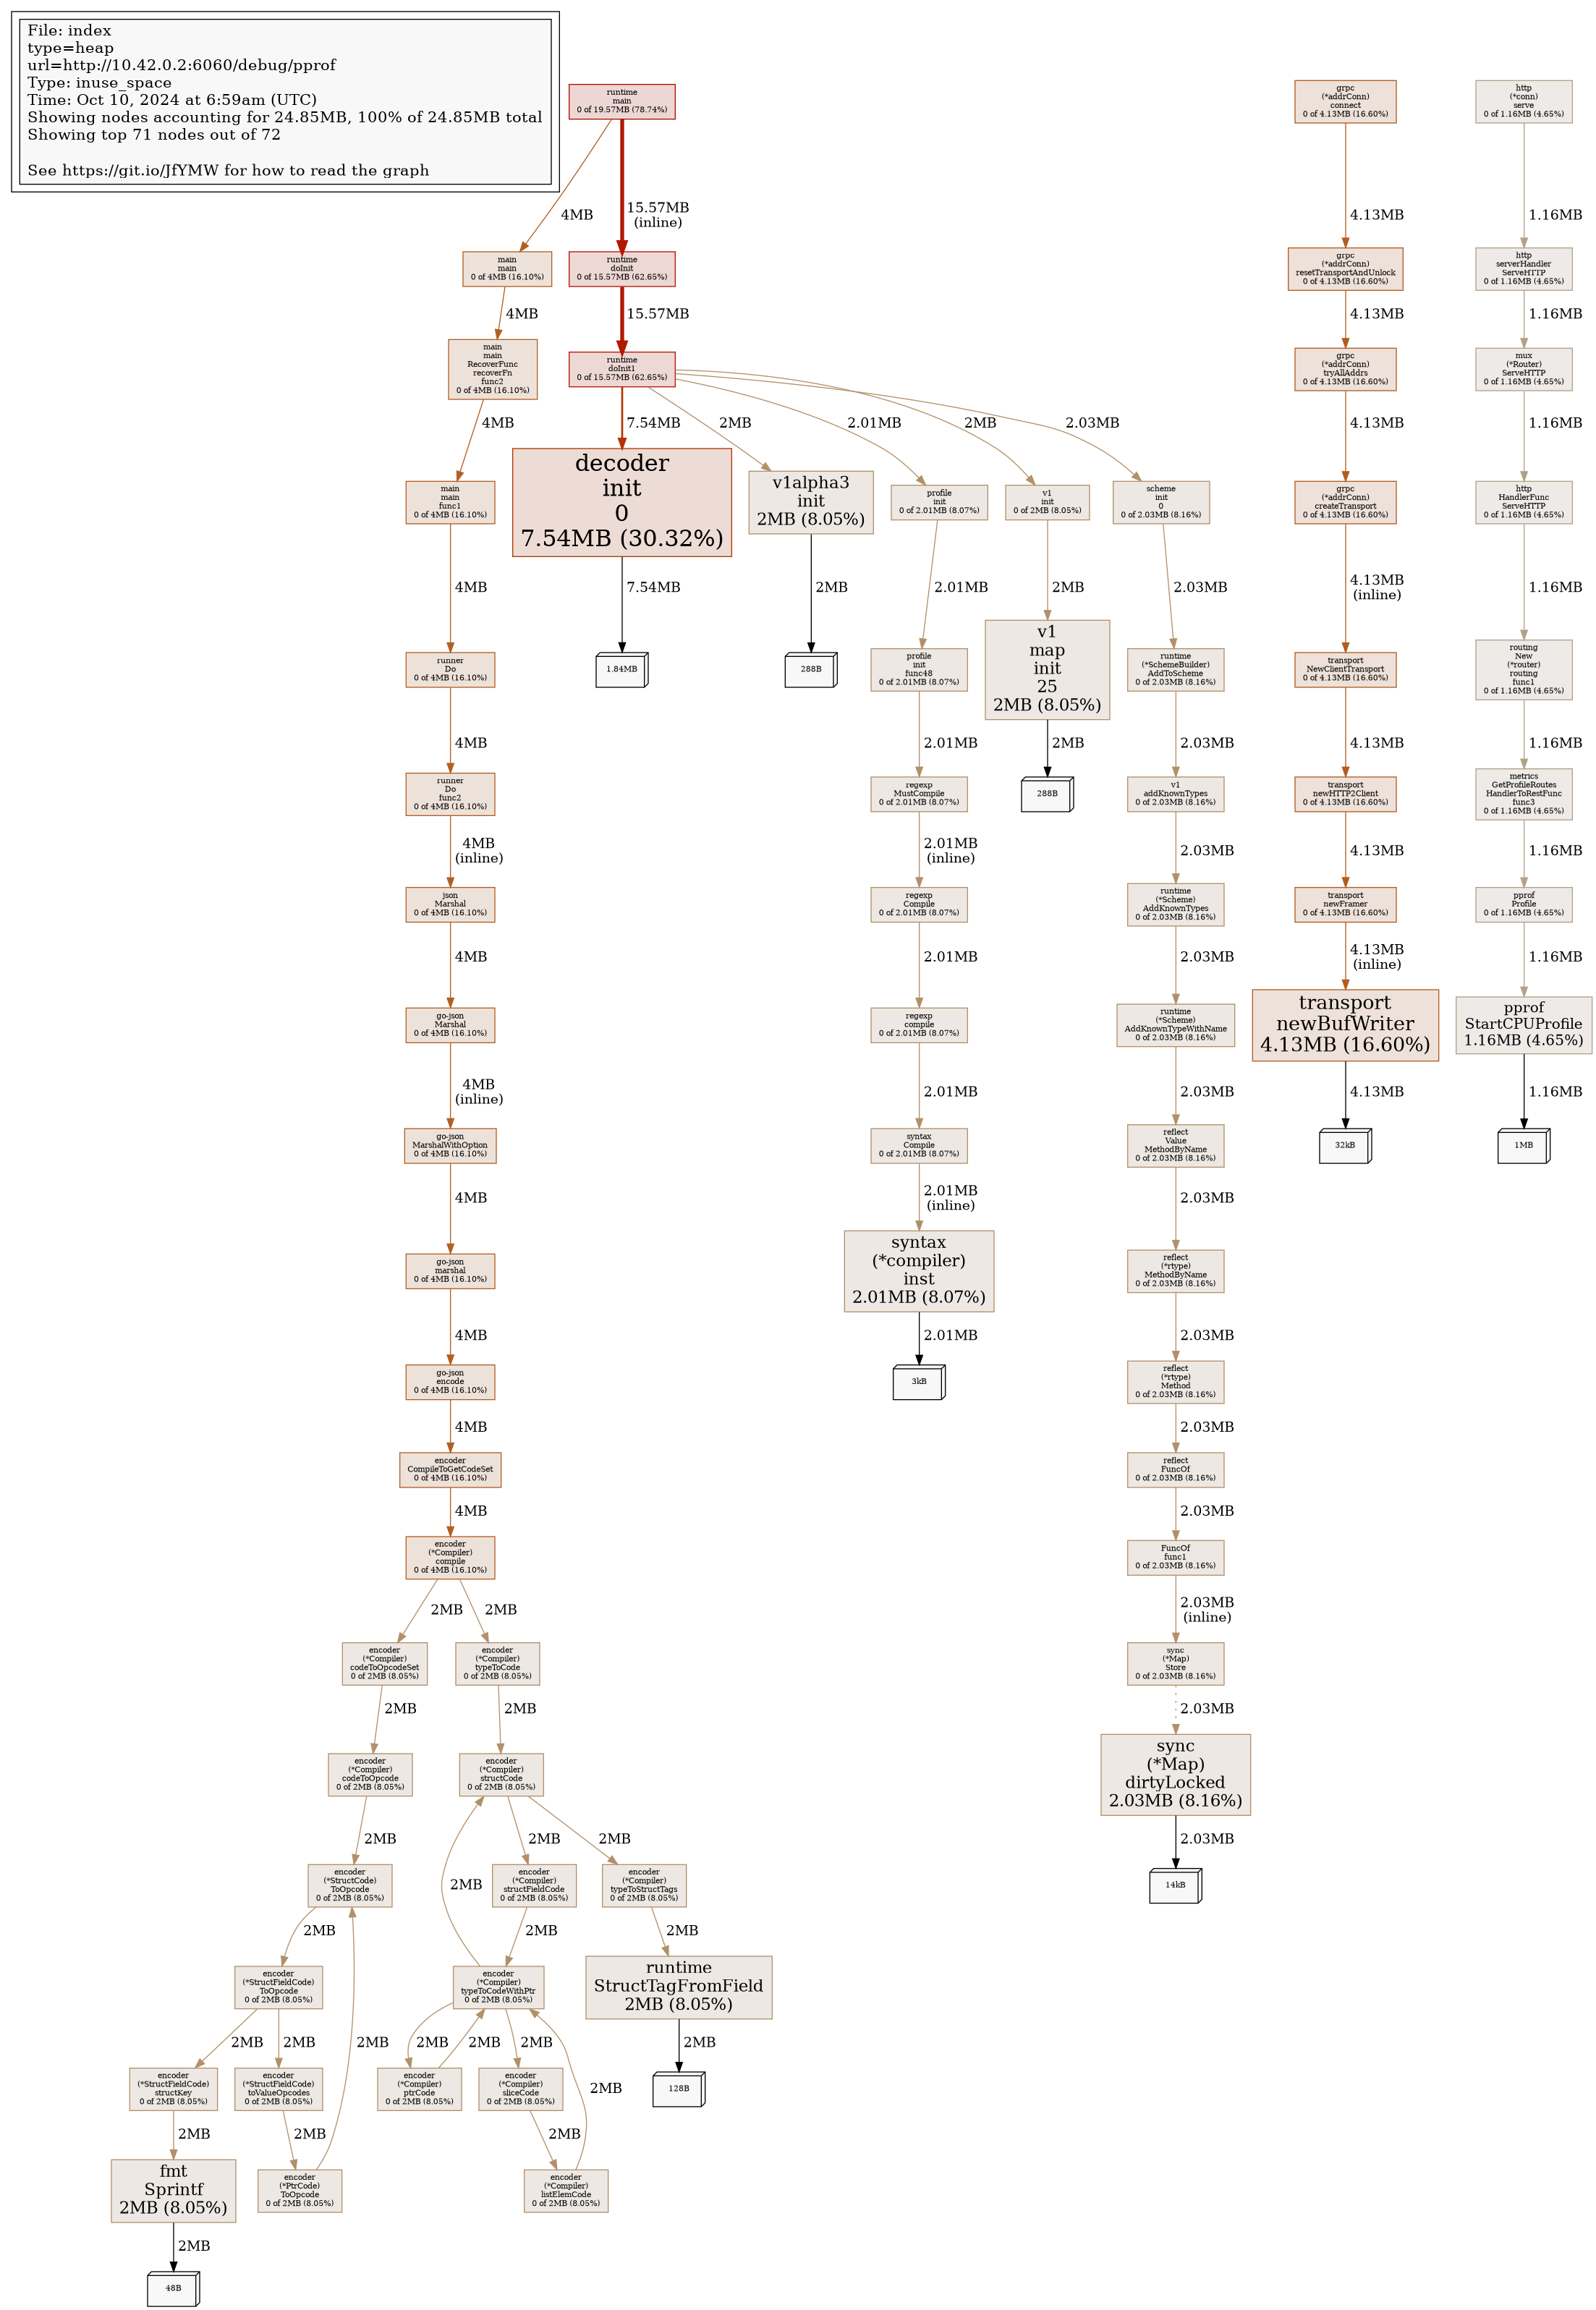 File: index
type=heap
url=http://10.42.0.2:6060/debug/pprof
Type: inuse_space
Time: Oct 10, 2024 at 6:59am (UTC)
Showing nodes accounting for 24.85MB, 100% of 24.85MB total
Showing top 71 nodes out of 72
See https://git.io/JfYMW for how to read the graph
runtime
main
0 of 19.57MB (78.74%)
4MB
15.57MB
(inline)
main
main
0 of 4MB (16.10%)
runtime
doInit
0 of 15.57MB (62.65%)
4MB
15.57MB
main
main
RecoverFunc
recoverFn
func2
0 of 4MB (16.10%)
runtime
doInit1
0 of 15.57MB (62.65%)
4MB
7.54MB
2MB
2.01MB
2MB
2.03MB
main
main
func1
0 of 4MB (16.10%)
decoder
init
0
7.54MB (30.32%)
v1alpha3
init
2MB (8.05%)
profile
init
0 of 2.01MB (8.07%)
v1
init
0 of 2MB (8.05%)
scheme
init
0
0 of 2.03MB (8.16%)
4MB
7.54MB
2MB
2.01MB
2MB
2.03MB
runner
Do
0 of 4MB (16.10%)
1.84MB
288B
profile
init
func48
0 of 2.01MB (8.07%)
v1
map
init
25
2MB (8.05%)
runtime
(*SchemeBuilder)
AddToScheme
0 of 2.03MB (8.16%)
4MB
2.01MB
2MB
2.03MB
runner
Do
func2
0 of 4MB (16.10%)
regexp
MustCompile
0 of 2.01MB (8.07%)
288B
v1
addKnownTypes
0 of 2.03MB (8.16%)
4MB
(inline)
2.01MB
(inline)
2.03MB
json
Marshal
0 of 4MB (16.10%)
regexp
Compile
0 of 2.01MB (8.07%)
runtime
(*Scheme)
AddKnownTypes
0 of 2.03MB (8.16%)
4MB
2.01MB
2.03MB
go-json
Marshal
0 of 4MB (16.10%)
regexp
compile
0 of 2.01MB (8.07%)
runtime
(*Scheme)
AddKnownTypeWithName
0 of 2.03MB (8.16%)
4MB
(inline)
2.01MB
2.03MB
go-json
MarshalWithOption
0 of 4MB (16.10%)
syntax
Compile
0 of 2.01MB (8.07%)
reflect
Value
MethodByName
0 of 2.03MB (8.16%)
4MB
2.01MB
(inline)
2.03MB
go-json
marshal
0 of 4MB (16.10%)
syntax
(*compiler)
inst
2.01MB (8.07%)
reflect
(*rtype)
MethodByName
0 of 2.03MB (8.16%)
4MB
2.01MB
2.03MB
go-json
encode
0 of 4MB (16.10%)
3kB
reflect
(*rtype)
Method
0 of 2.03MB (8.16%)
4MB
2.03MB
encoder
CompileToGetCodeSet
0 of 4MB (16.10%)
reflect
FuncOf
0 of 2.03MB (8.16%)
4MB
2.03MB
encoder
(*Compiler)
compile
0 of 4MB (16.10%)
FuncOf
func1
0 of 2.03MB (8.16%)
2MB
2MB
2.03MB
(inline)
encoder
(*Compiler)
codeToOpcodeSet
0 of 2MB (8.05%)
encoder
(*Compiler)
typeToCode
0 of 2MB (8.05%)
sync
(*Map)
Store
0 of 2.03MB (8.16%)
2MB
2MB
2.03MB
encoder
(*Compiler)
codeToOpcode
0 of 2MB (8.05%)
encoder
(*Compiler)
structCode
0 of 2MB (8.05%)
sync
(*Map)
dirtyLocked
2.03MB (8.16%)
2MB
2MB
2MB
2MB
2.03MB
encoder
(*StructCode)
ToOpcode
0 of 2MB (8.05%)
encoder
(*Compiler)
structFieldCode
0 of 2MB (8.05%)
encoder
(*Compiler)
typeToStructTags
0 of 2MB (8.05%)
14kB
2MB
2MB
2MB
encoder
(*StructFieldCode)
ToOpcode
0 of 2MB (8.05%)
encoder
(*Compiler)
typeToCodeWithPtr
0 of 2MB (8.05%)
runtime
StructTagFromField
2MB (8.05%)
2MB
2MB
2MB
2MB
2MB
2MB
2MB
2MB
encoder
(*StructFieldCode)
structKey
0 of 2MB (8.05%)
encoder
(*StructFieldCode)
toValueOpcodes
0 of 2MB (8.05%)
encoder
(*Compiler)
ptrCode
0 of 2MB (8.05%)
encoder
(*Compiler)
sliceCode
0 of 2MB (8.05%)
128B
2MB
2MB
2MB
fmt
Sprintf
2MB (8.05%)
encoder
(*PtrCode)
ToOpcode
0 of 2MB (8.05%)
encoder
(*Compiler)
listElemCode
0 of 2MB (8.05%)
2MB
48B
grpc
(*addrConn)
connect
0 of 4.13MB (16.60%)
4.13MB
grpc
(*addrConn)
resetTransportAndUnlock
0 of 4.13MB (16.60%)
4.13MB
grpc
(*addrConn)
tryAllAddrs
0 of 4.13MB (16.60%)
4.13MB
grpc
(*addrConn)
createTransport
0 of 4.13MB (16.60%)
4.13MB
(inline)
transport
NewClientTransport
0 of 4.13MB (16.60%)
4.13MB
transport
newHTTP2Client
0 of 4.13MB (16.60%)
4.13MB
transport
newFramer
0 of 4.13MB (16.60%)
4.13MB
(inline)
transport
newBufWriter
4.13MB (16.60%)
4.13MB
32kB
http
(*conn)
serve
0 of 1.16MB (4.65%)
1.16MB
http
serverHandler
ServeHTTP
0 of 1.16MB (4.65%)
1.16MB
mux
(*Router)
ServeHTTP
0 of 1.16MB (4.65%)
1.16MB
http
HandlerFunc
ServeHTTP
0 of 1.16MB (4.65%)
1.16MB
routing
New
(*router)
routing
func1
0 of 1.16MB (4.65%)
1.16MB
metrics
GetProfileRoutes
HandlerToRestFunc
func3
0 of 1.16MB (4.65%)
1.16MB
pprof
Profile
0 of 1.16MB (4.65%)
1.16MB
pprof
StartCPUProfile
1.16MB (4.65%)
1.16MB
1MB